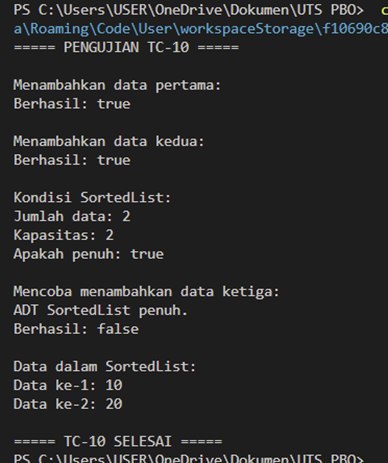 PS C:\Users\USER\OneDrive\Dokumen\UTS PBO> c
a\Roaming\Code\User\workspaceStorage\f10690c8
===== PENGUJIAN TC-10 =====
Menambahkan data pertama:
Berhasil: true
Menambahkan data kedua:
Berhasil: true
Kondisi SortedList:
Jumlah data: 2
Kapasitas: 2
Apakah penuh: true
Mencoba menambahkan data ketiga:
ADT SortedList penuh.
Berhasil: false
Data dalam SortedList:
Data ke-1: 10
Data ke-2: 20
===== TC-10 SELESAI =====
PS C:\Users\USER\OneDrive\Dokumen\UTS PBO>